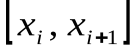 [x_i, x_{i+1}]